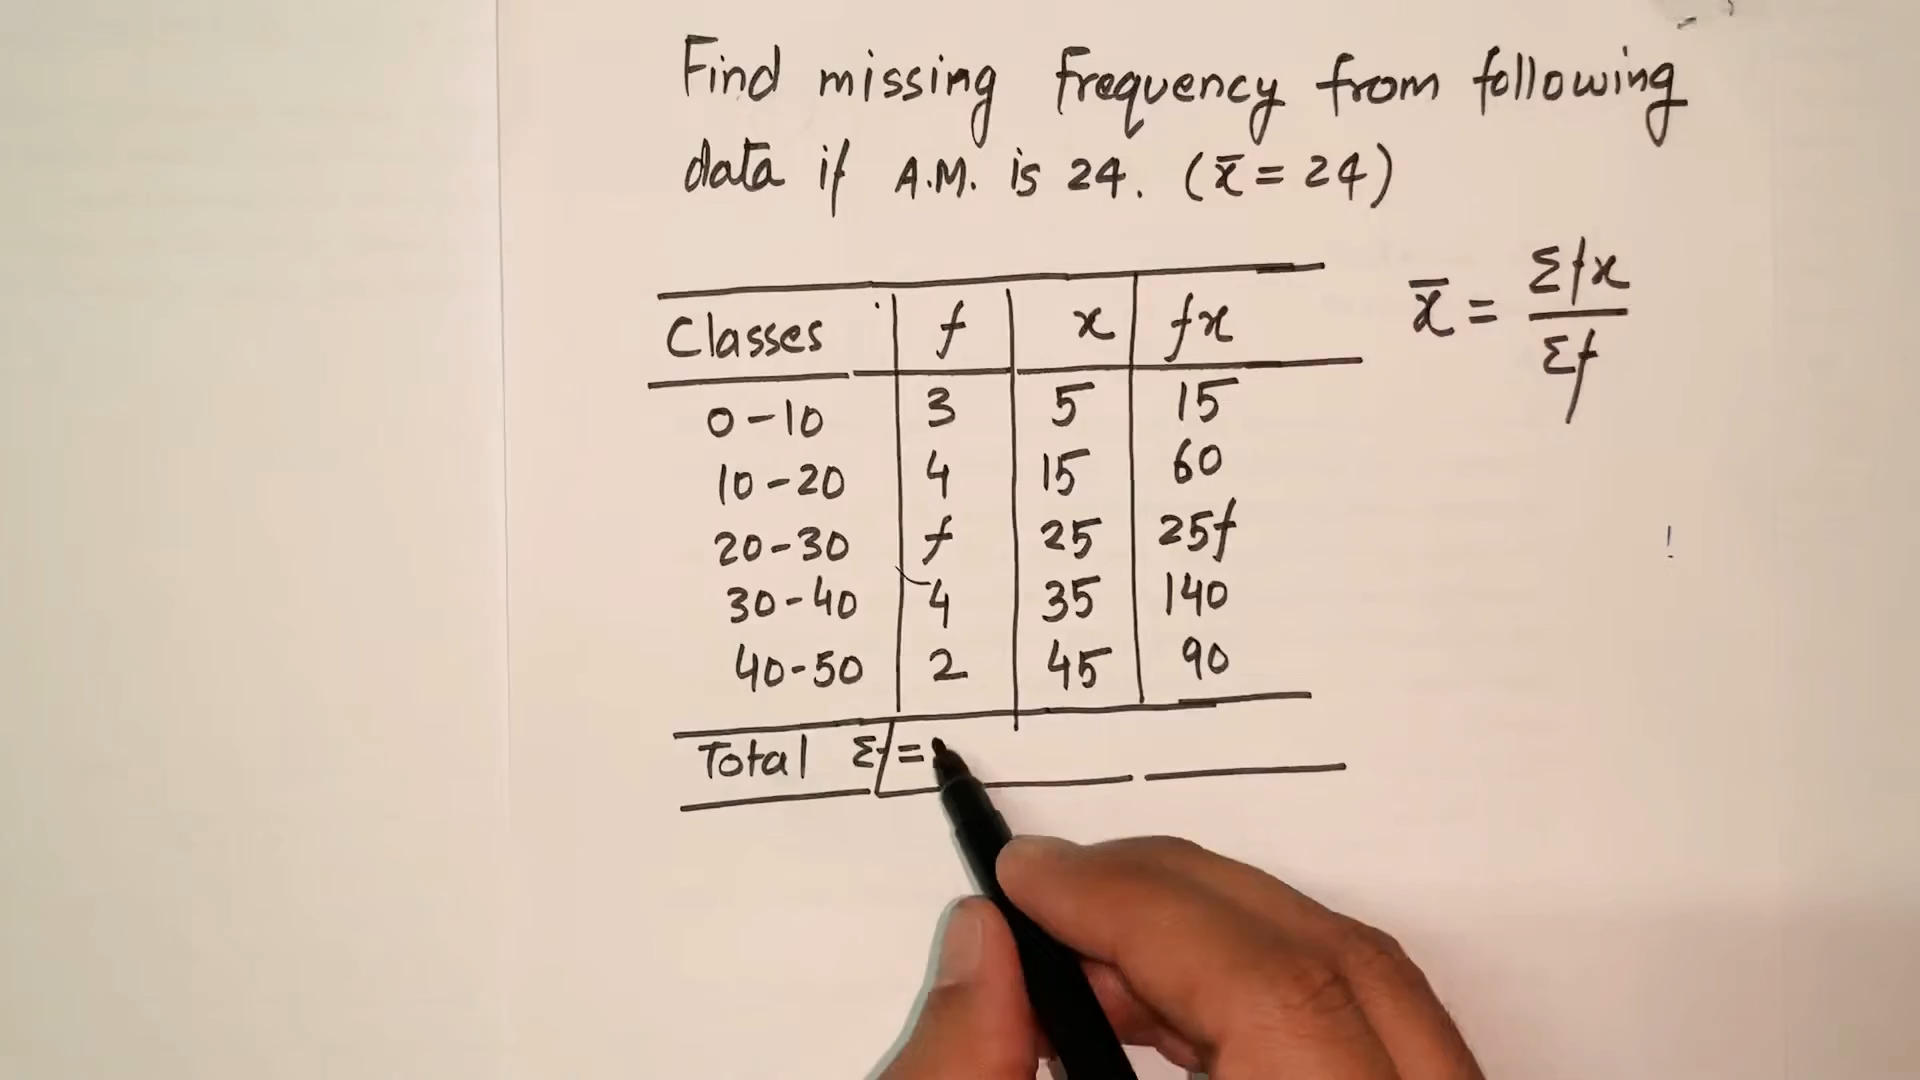 Find missing frequency from following
data if A.M. is 24. (x̄ = 24)
x̄ = Σfx / Σf
Classes f x fx
0-10 3 5 15
10-20 4 15 60
20-30 f 25 25f
30-40 4 35 140
40-50 2 45 90
Total Σf =